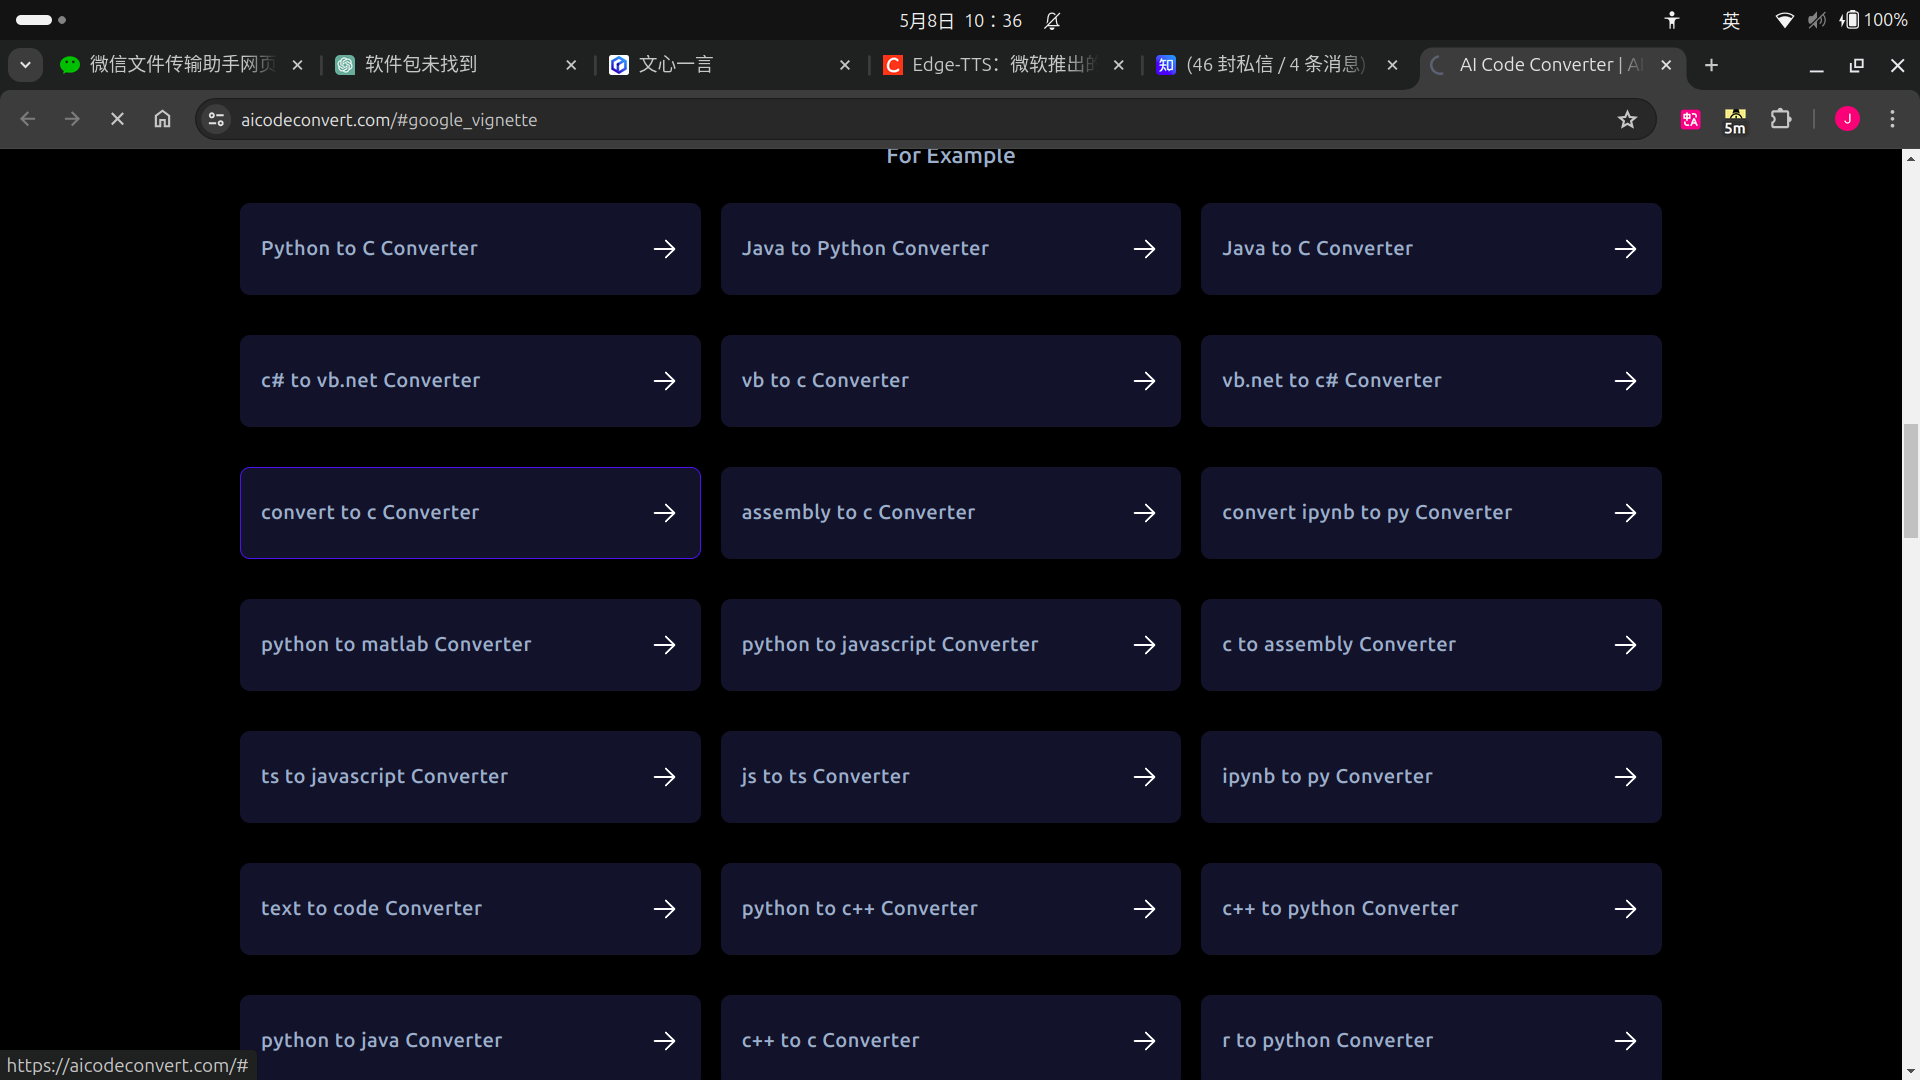 5月8日 10：36
英
100%
微信文件传输助手网页
软件包未找到
文心一言
Edge-TTS：微软推出的
(46 封私信 / 4 条消息)
AI Code Converter | AI
aicodeconvert.com/#google_vignette
5m
J
For Example
Python to C Converter
Java to Python Converter
Java to C Converter
c# to vb.net Converter
vb to c Converter
vb.net to c# Converter
convert to c Converter
assembly to c Converter
convert ipynb to py Converter
python to matlab Converter
python to javascript Converter
c to assembly Converter
ts to javascript Converter
js to ts Converter
ipynb to py Converter
text to code Converter
python to c++ Converter
c++ to python Converter
python to java Converter
c++ to c Converter
r to python Converter
https://aicodeconvert.com/#